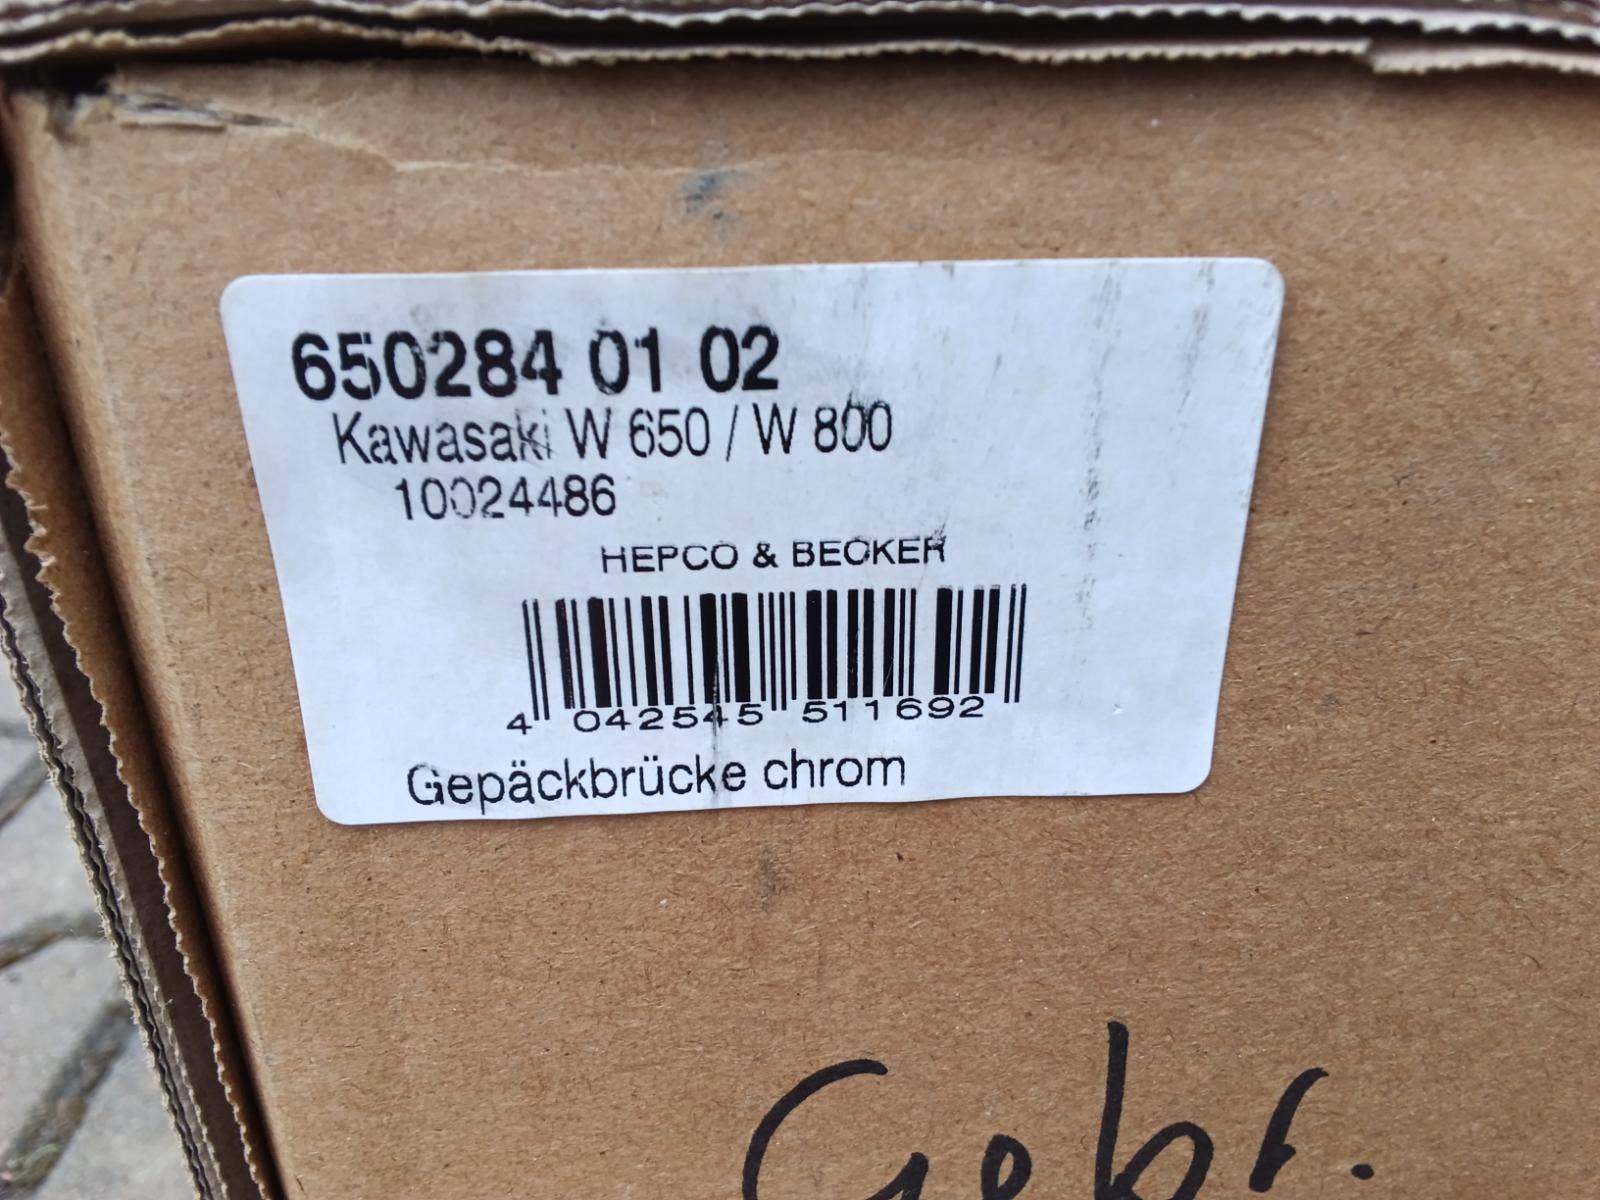 650284 01 02
Kawasaki W 650 / W 800
10024486
HEPCO & BECKER
4 042545 511692
Gepäckbrücke chrom
Gebr.